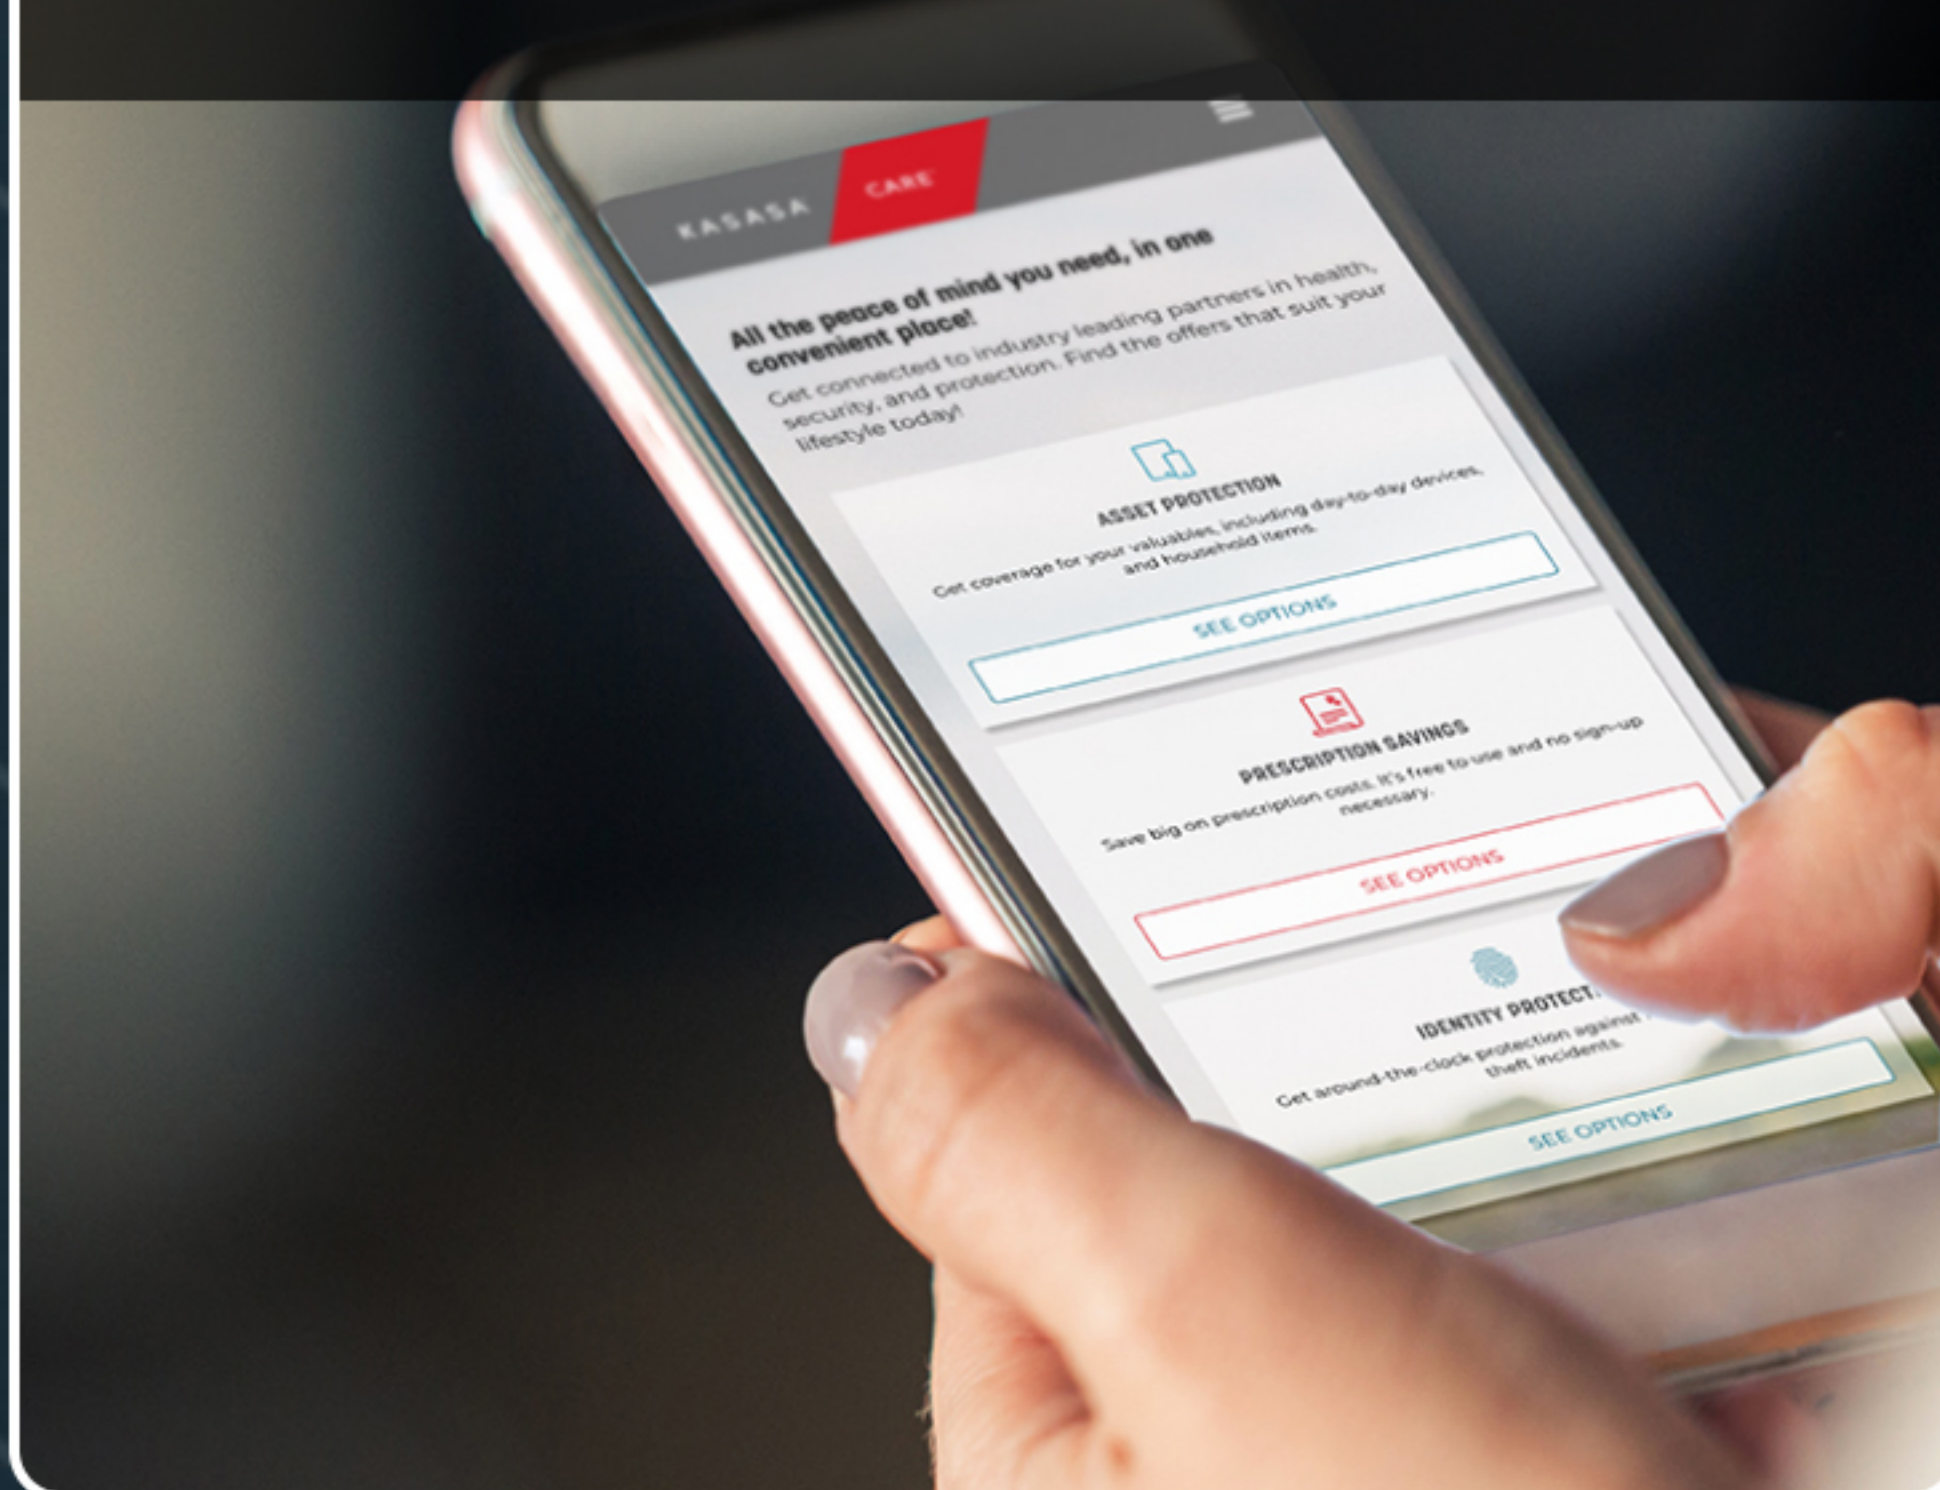 KASASA CARE
All the peace of mind you need, in one
convenient place!
Get connected to industry leading partners in health,
security, and protection. Find the offers that suit your
lifestyle today!
ASSET PROTECTION
Get coverage for your valuables, including day-to-day devices,
and household items.
SEE OPTIONS
PRESCRIPTION SAVINGS
Save big on prescription costs. It's free to use and no sign-up
necessary.
SEE OPTIONS
IDENTITY PROTECT
Get around-the-clock protection against
theft incidents.
SEE OPTIONS